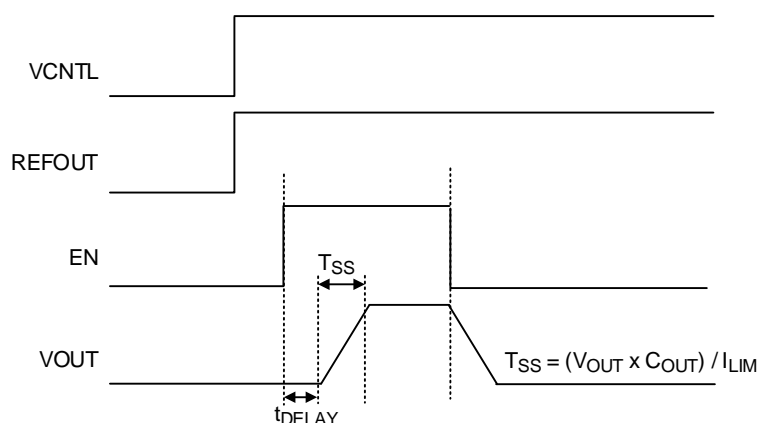 VCNTL
REFOUT
EN
TSS
VOUT
TSS = (VOUT x COUT) / ILIM
tDELAY